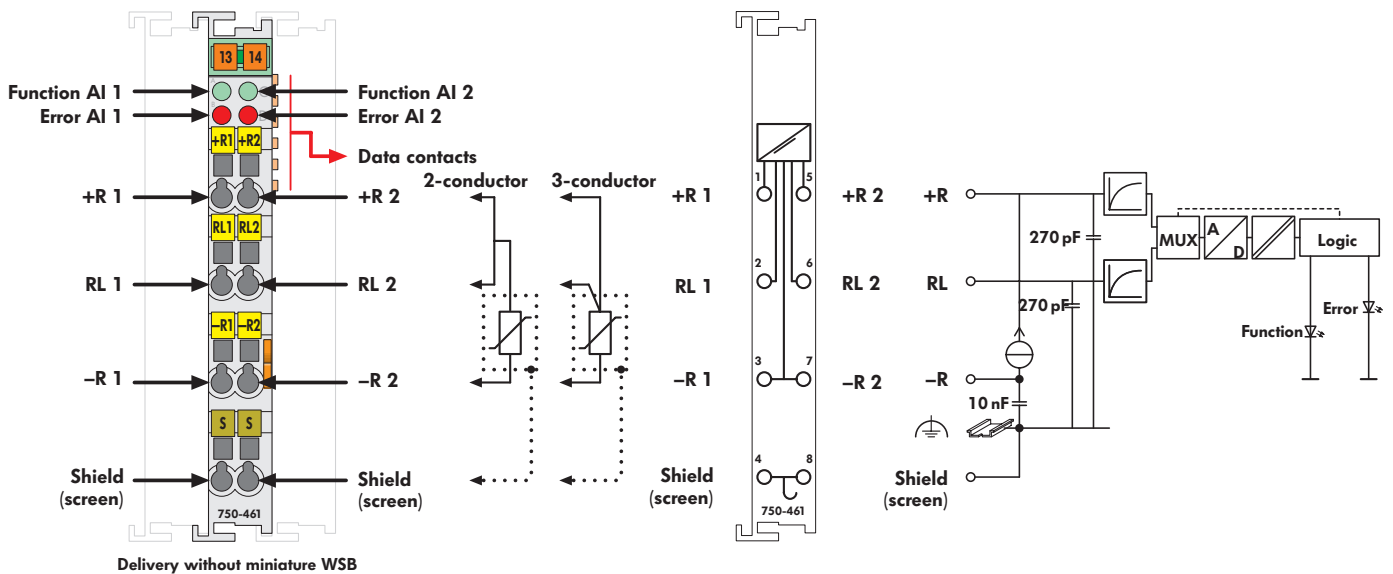 13 14
Function AI 1
Function AI 2
Error AI 1
Error AI 2
+R1 +R2
Data contacts
2-conductor
3-conductor
+R 1
+R 2
RL1 RL2
RL 1
RL 2
–R1 –R2
–R 1
–R 2
S S
Shield
(screen)
Shield
(screen)
750-461
Delivery without miniature WSB
1
5
+R 1
+R 2
2
6
RL 1
RL 2
3
7
–R 1
–R 2
4
8
Shield
(screen)
750-461
+R
270 pF
MUX
A
D
Logic
RL
270 pF
Function
Error
–R
10 nF
Shield
(screen)